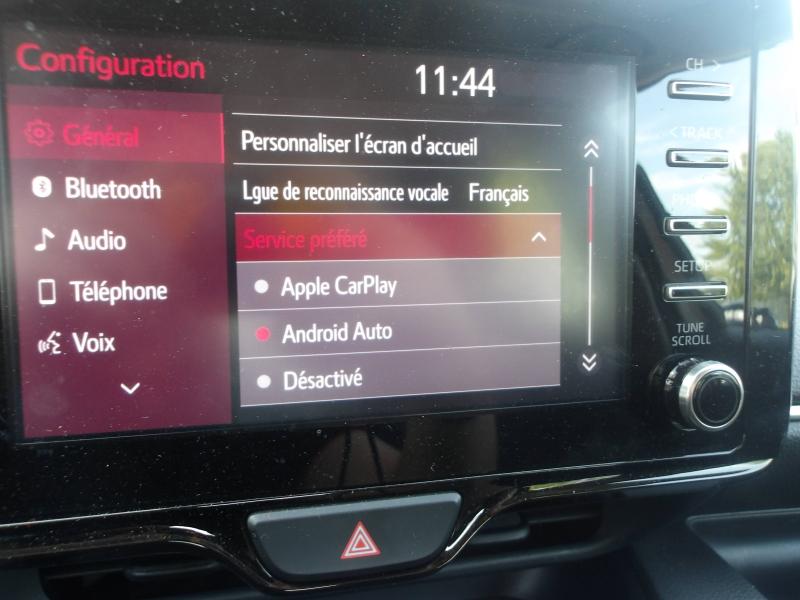 Configuration
11:44
Général
Bluetooth
Audio
Téléphone
Voix
Personnaliser l'écran d'accueil
Lgue de reconnaissance vocale Français
Service préféré
Apple CarPlay
Android Auto
Désactivé
CH >
< TRACK
PHONE
SETUP
TUNE
SCROLL